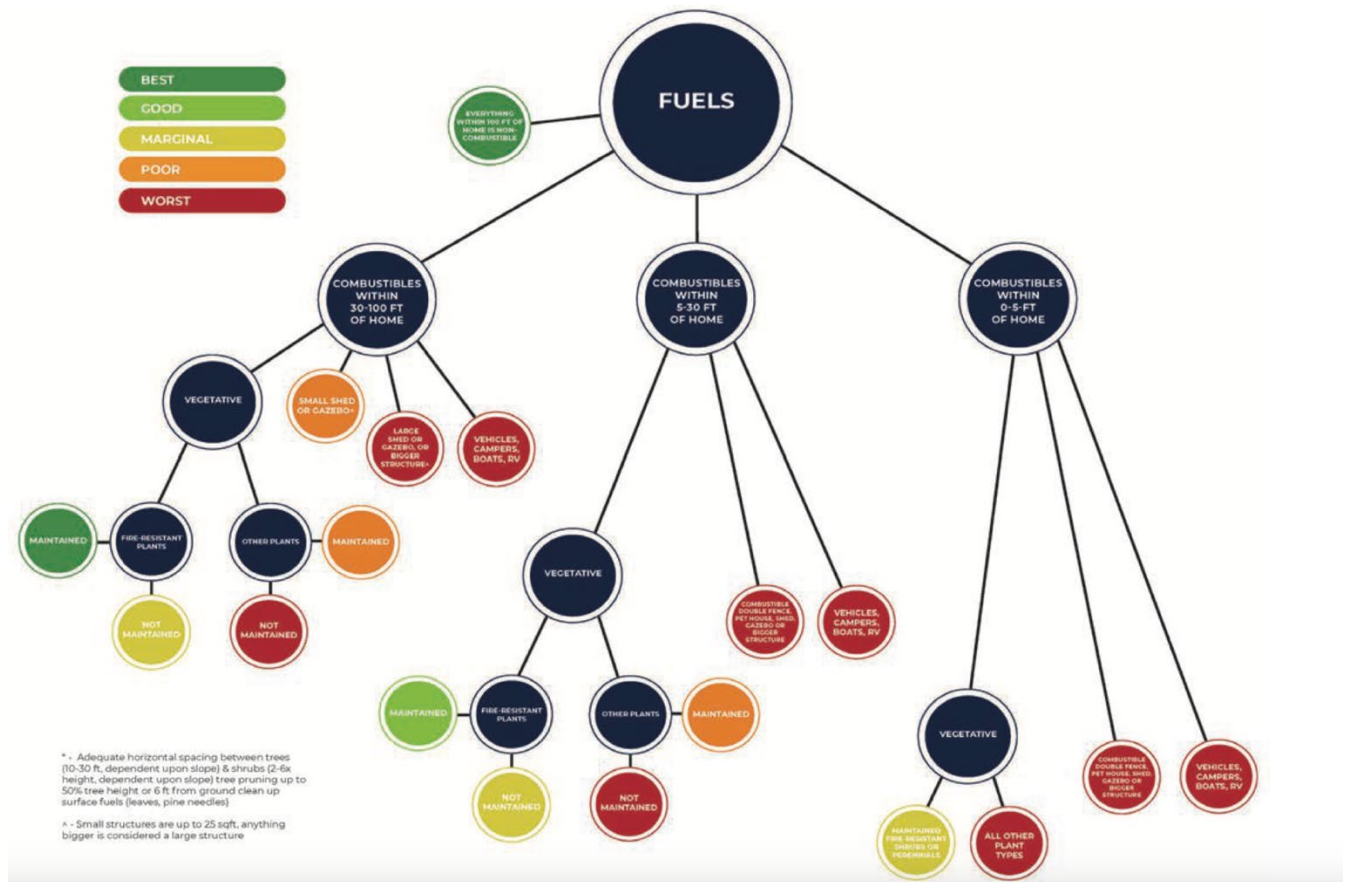 BEST
GOOD
MARGINAL
POOR
WORST
FUELS
EVERYTHING
WITHIN 100 FT OF
HOME IS NON-
COMBUSTIBLE
COMBUSTIBLES
WITHIN
30-100 FT
OF HOME
COMBUSTIBLES
WITHIN
5-30 FT
OF HOME
COMBUSTIBLES
WITHIN
0-5-FT
OF HOME
VEGETATIVE
SMALL SHED
OR GAZEBO^
LARGE
SHED OR
GAZEBO, OR
BIGGER
STRUCTURE^
VEHICLES,
CAMPERS,
BOATS, RV
MAINTAINED
FIRE-RESISTANT
PLANTS
OTHER PLANTS
MAINTAINED
NOT
MAINTAINED
NOT
MAINTAINED
VEGETATIVE
COMBUSTIBLE
DOUBLE FENCE,
PET HOUSE, SHED,
GAZEBO OR
BIGGER
STRUCTURE
VEHICLES,
CAMPERS,
BOATS, RV
MAINTAINED
FIRE-RESISTANT
PLANTS
OTHER PLANTS
MAINTAINED
NOT
MAINTAINED
NOT
MAINTAINED
VEGETATIVE
COMBUSTIBLE
DOUBLE FENCE,
PET HOUSE, SHED,
GAZEBO OR
BIGGER
STRUCTURE
VEHICLES,
CAMPERS,
BOATS, RV
MAINTAINED
FIRE-RESISTANT
SHRUBS OR
PERENNIALS
ALL OTHER
PLANT
TYPES
* - Adequate horizontal spacing between trees
(10-30 ft, dependent upon slope) & shrubs (2-6x
height, dependent upon slope) tree pruning up to
50% tree height or 6 ft from ground clean up
surface fuels (leaves, pine needles)
^ - Small structures are up to 25 sqft, anything
bigger is considered a large structure